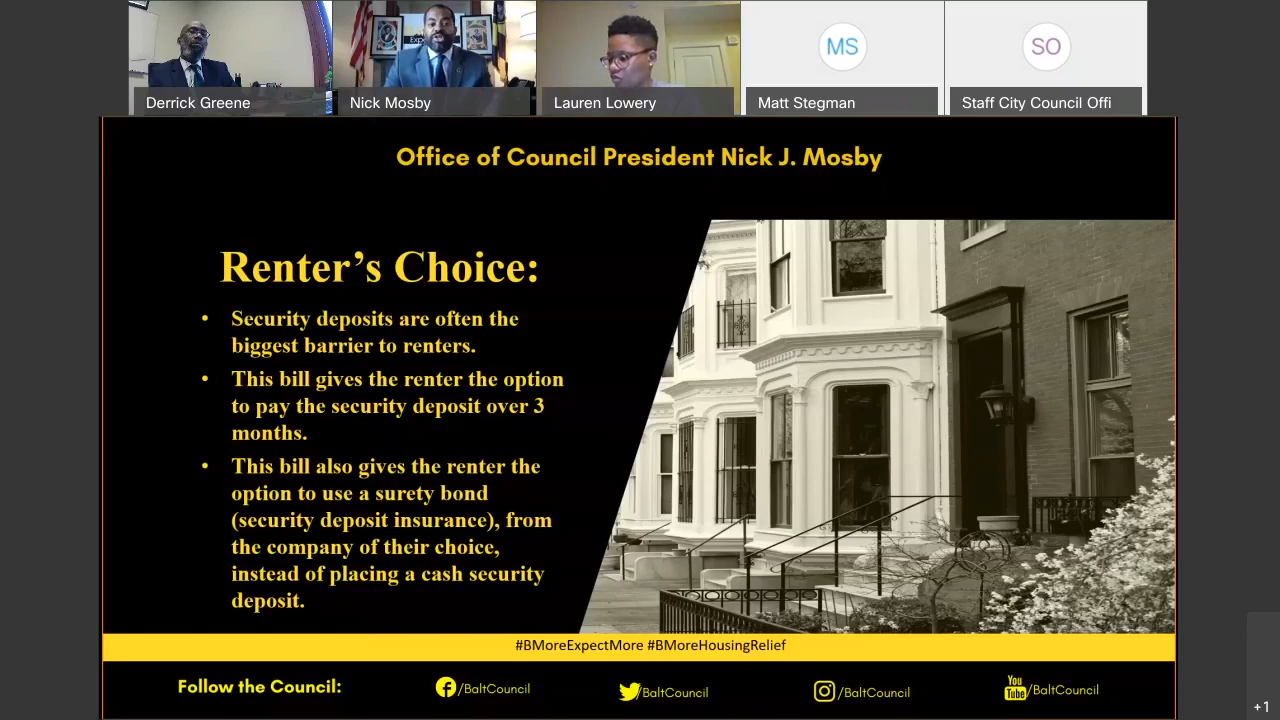 MS
SO
Derrick Greene
Nick Mosby
Lauren Lowery
Matt Stegman
Staff City Council Offi
Office of Council President Nick J. Mosby
Renter’s Choice:
• Security deposits are often the
biggest barrier to renters.
• This bill gives the renter the option
to pay the security deposit over 3
months.
• This bill also gives the renter the
option to use a surety bond
(security deposit insurance), from
the company of their choice,
instead of placing a cash security
deposit.
#BMoreExpectMore #BMoreHousingRelief
Follow the Council:
/BaltCouncil
/BaltCouncil
/BaltCouncil
You
Tube
/BaltCouncil
+1